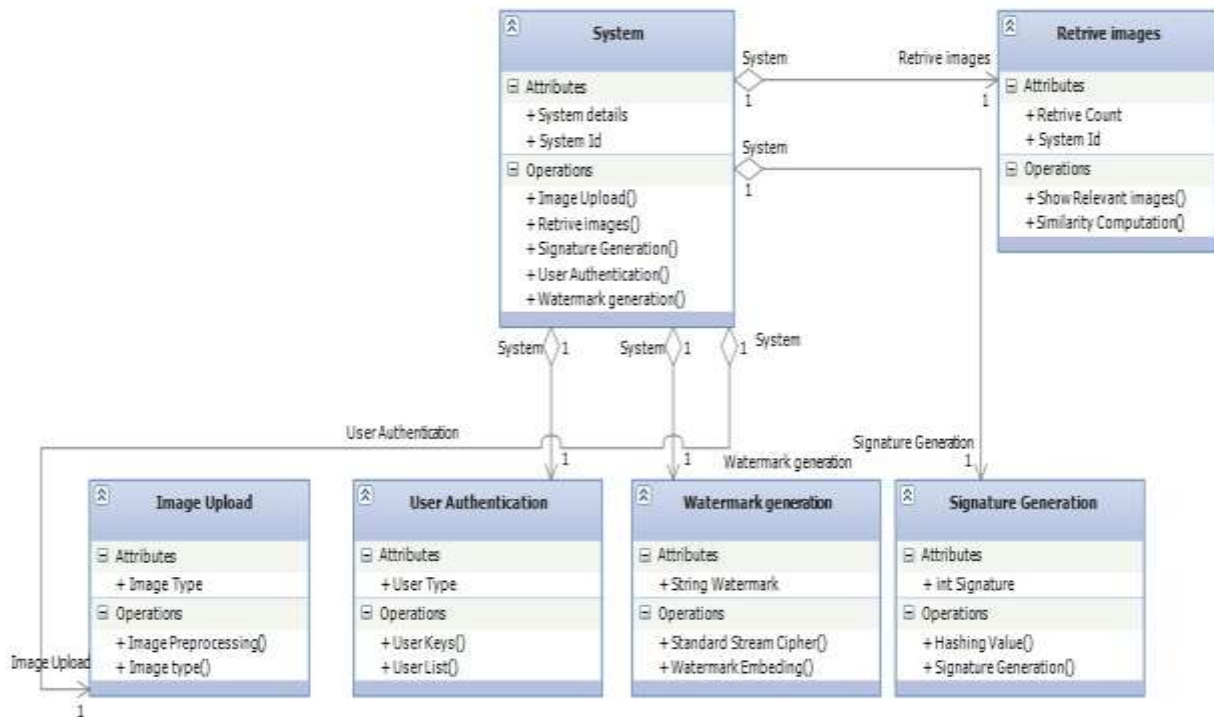 System
Attributes
+ System details
+ System Id
Operations
+ Image Upload()
+ Retrive images()
+ Signature Generation()
+ User Authentication()
+ Watermark generation()
System
1
Retrive images
1
System
1
Retrive images
Attributes
+ Retrive Count
+ System Id
Operations
+ Show Relevant images()
+ Similarity Computation()
System
1
System
1
1
System
User Authentication
1
1
Watermark generation
Signature Generation
1
Image Upload
1
Image Upload
Attributes
+ Image Type
Operations
+ Image Preprocessing()
+ Image type()
User Authentication
Attributes
+ User Type
Operations
+ User Keys()
+ User List()
Watermark generation
Attributes
+ String Watermark
Operations
+ Standard Stream Cipher()
+ Watermark Embeding()
Signature Generation
Attributes
+ int Signature
Operations
+ Hashing Value()
+ Signature Generation()